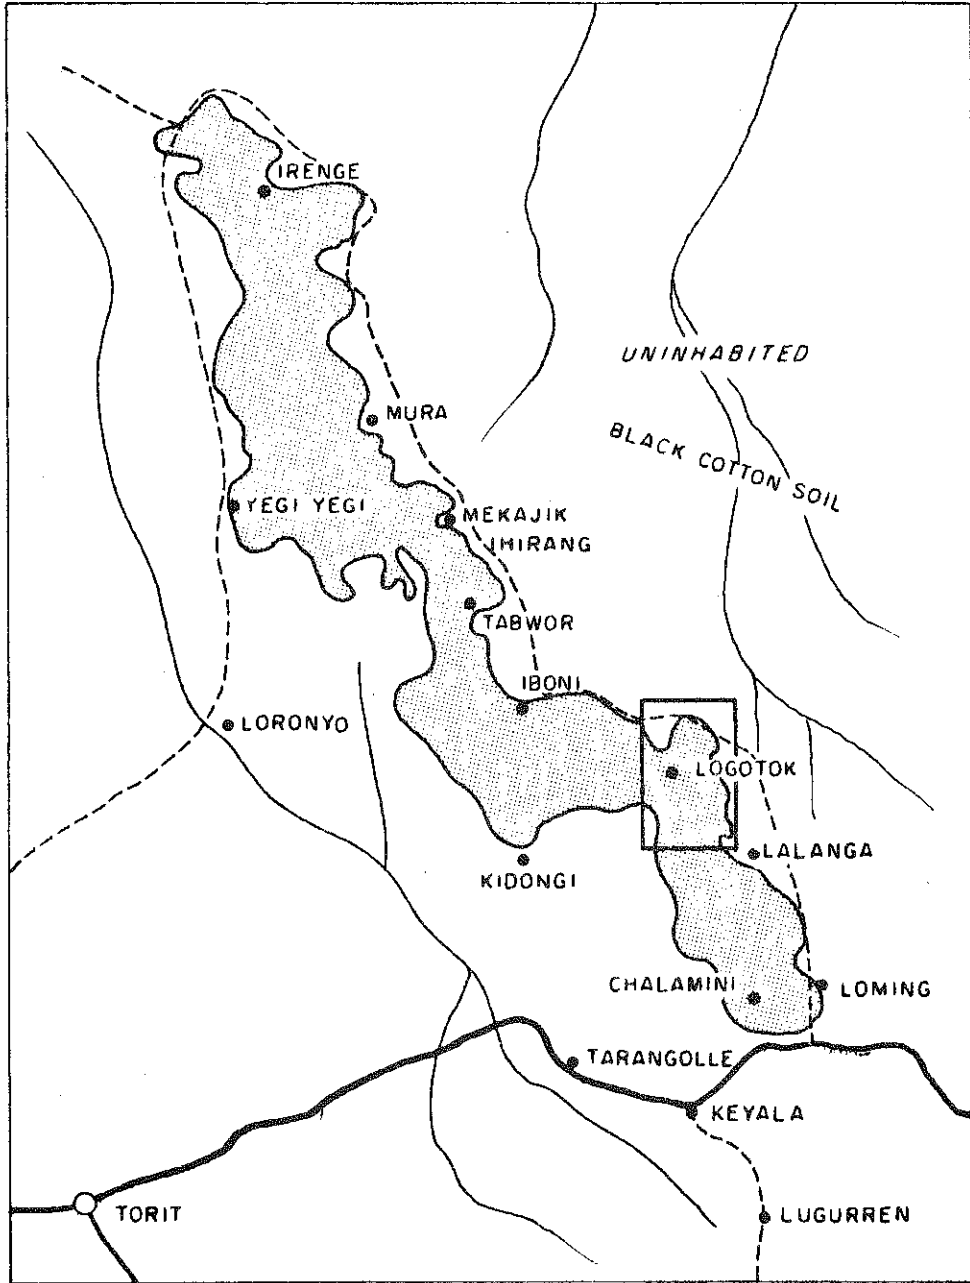 IRENGE
UNINHABITED
MURA
BLACK COTTON SOIL
YEGI YEGI
MEKAJIK
IHIRANG
TABWOR
IBONI
LORONYO
LOGOTOK
LALANGA
KIDONGI
CHALAMINI
LOMING
TARANGOLLE
KEYALA
TORIT
LUGURREN